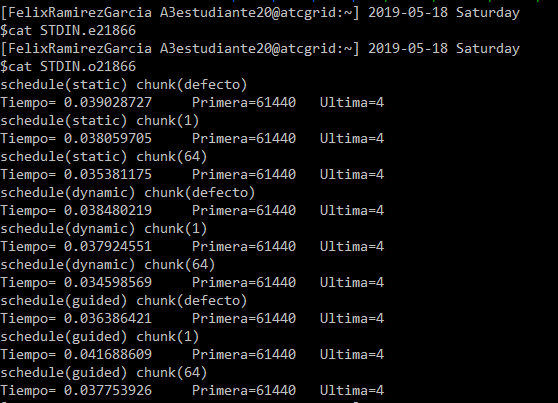 [FelixRamirezGarcia A3estudiante20@atcgrid:~] 2019-05-18 Saturday
$cat STDIN.e21866
[FelixRamirezGarcia A3estudiante20@atcgrid:~] 2019-05-18 Saturday
$cat STDIN.o21866
schedule(static) chunk(defecto)
Tiempo= 0.039028727 Primera=61440 Ultima=4
schedule(static) chunk(1)
Tiempo= 0.038059705 Primera=61440 Ultima=4
schedule(static) chunk(64)
Tiempo= 0.035381175 Primera=61440 Ultima=4
schedule(dynamic) chunk(defecto)
Tiempo= 0.038480219 Primera=61440 Ultima=4
schedule(dynamic) chunk(1)
Tiempo= 0.037924551 Primera=61440 Ultima=4
schedule(dynamic) chunk(64)
Tiempo= 0.034598569 Primera=61440 Ultima=4
schedule(guided) chunk(defecto)
Tiempo= 0.036386421 Primera=61440 Ultima=4
schedule(guided) chunk(1)
Tiempo= 0.041688609 Primera=61440 Ultima=4
schedule(guided) chunk(64)
Tiempo= 0.037753926 Primera=61440 Ultima=4